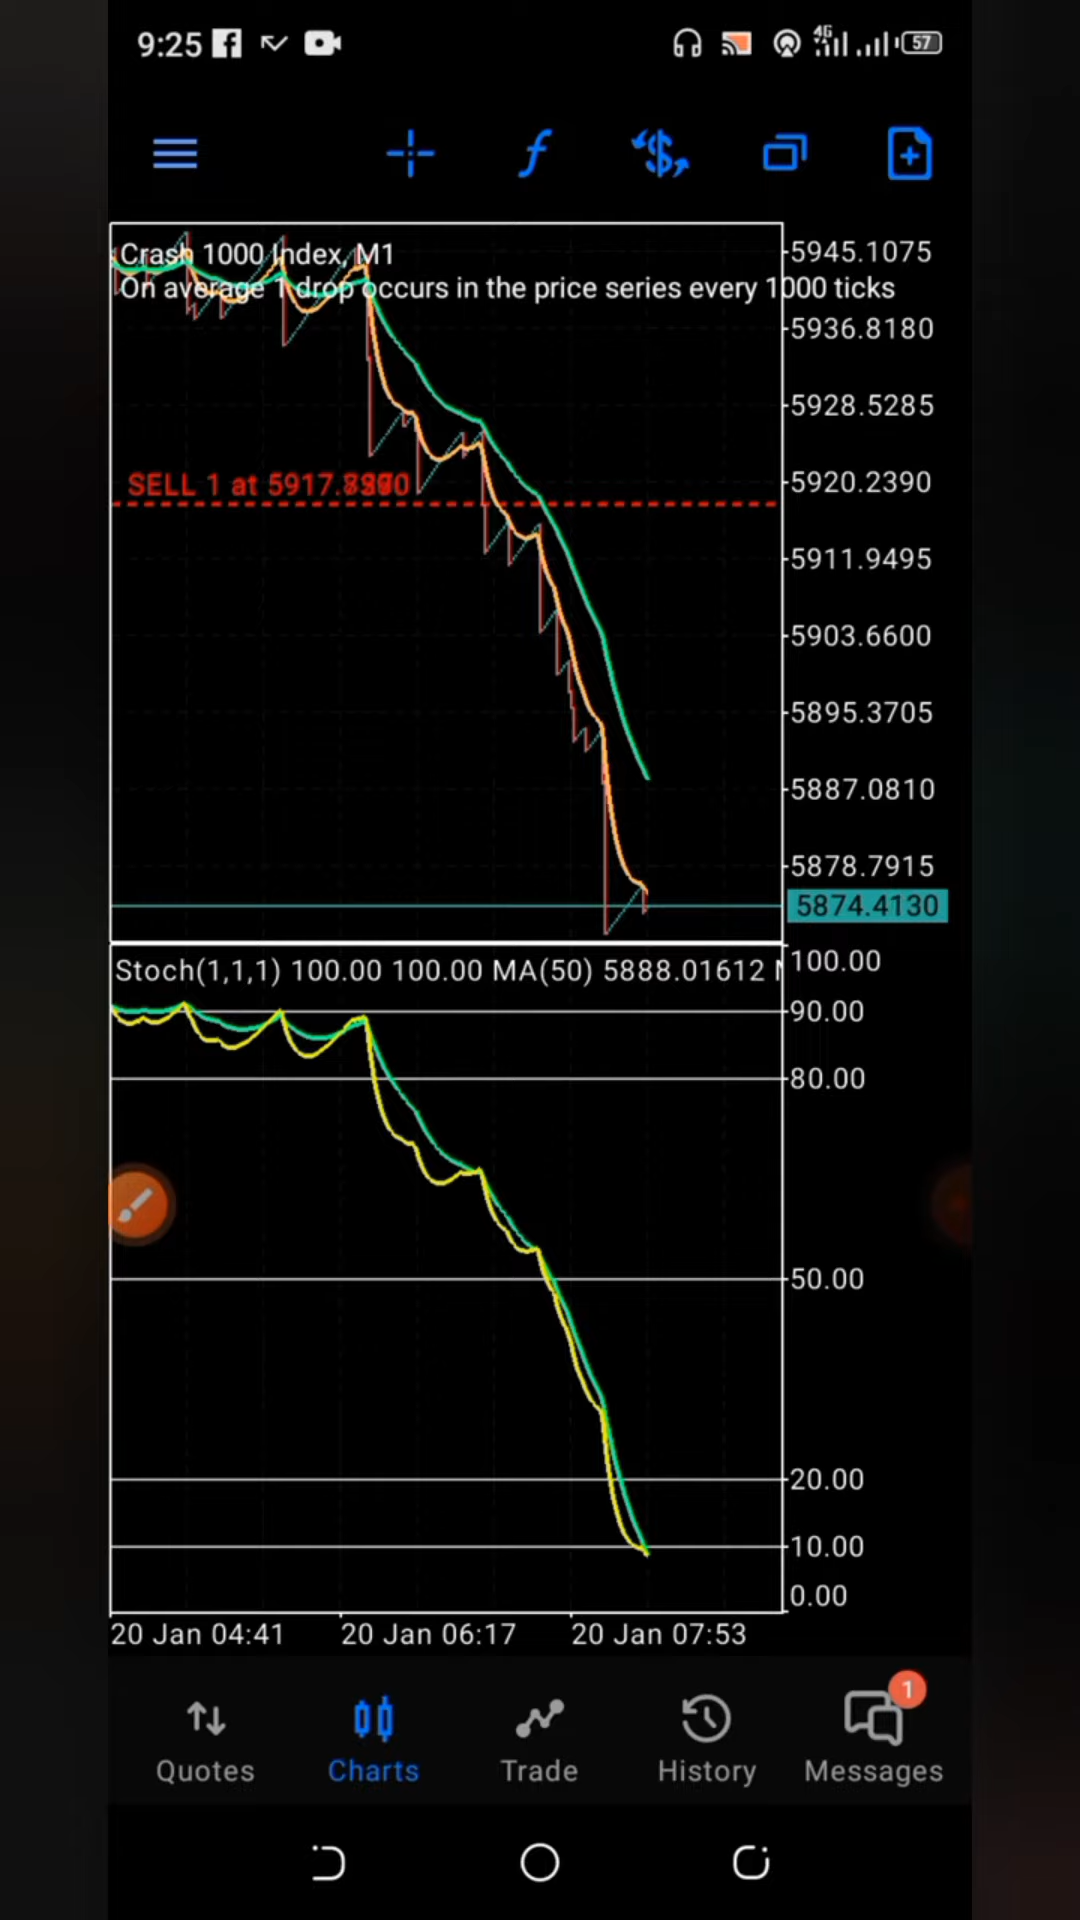 9:25
4G
57
Crash 1000 Index, M1
On average 1 drop occurs in the price series every 1000 ticks
5945.1075
5936.8180
5928.5285
SELL 1 at
5920.2390
5911.9495
5903.6600
5895.3705
5887.0810
5878.7915
5874.4130
Stoch(1,1,1) 100.00 100.00 MA(50) 5888.01612
100.00
90.00
80.00
50.00
20.00
10.00
0.00
20 Jan 04:41 20 Jan 06:17 20 Jan 07:53
1
Quotes Charts Trade History Messages